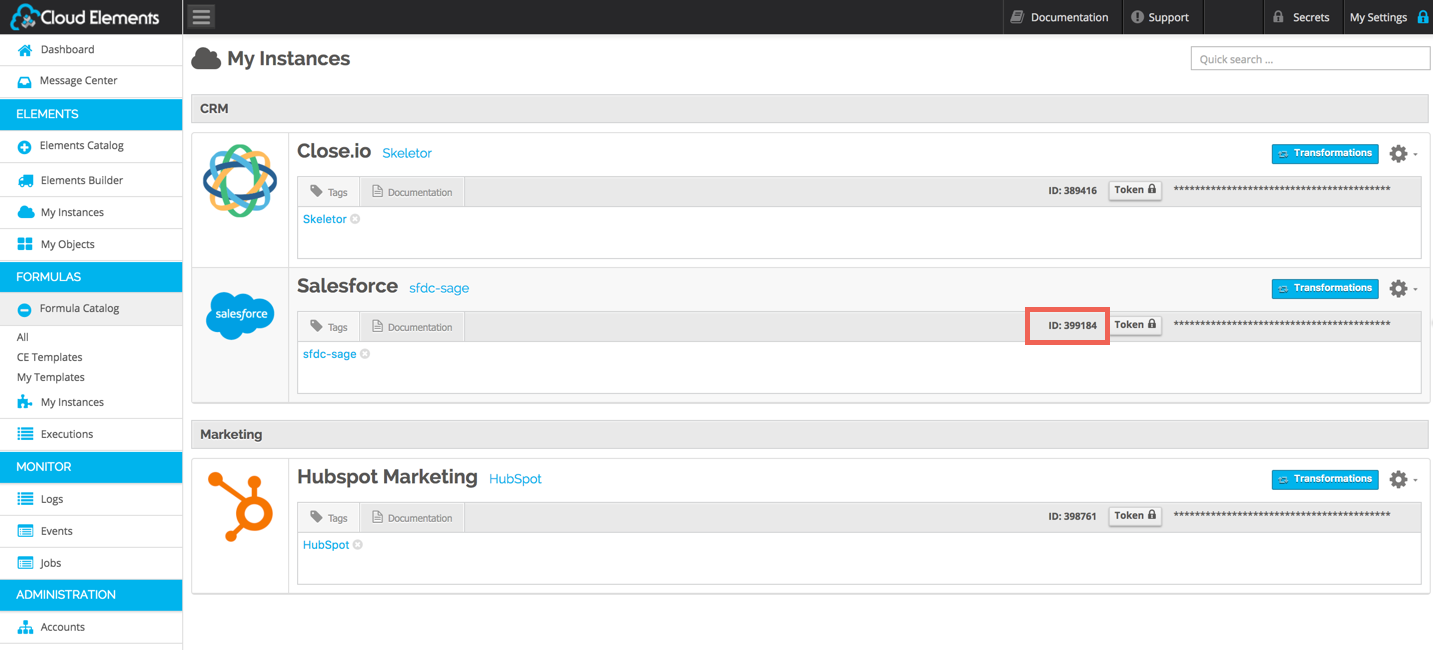 Cloud Elements
Documentation
Support
Secrets
My Settings
Dashboard
Message Center
ELEMENTS
Elements Catalog
Elements Builder
My Instances
My Objects
FORMULAS
Formula Catalog
All
CE Templates
My Templates
My Instances
Executions
MONITOR
Logs
Events
Jobs
ADMINISTRATION
Accounts
My Instances
Quick search ...
CRM
Close.io Skeletor
Transformations
Tags Documentation ID: 389416 Token *****************************************
Skeletor
salesforce
Salesforce sfdc-sage
Transformations
Tags Documentation ID: 399184 Token *****************************************
sfdc-sage
Marketing
Hubspot Marketing HubSpot
Transformations
Tags Documentation ID: 398761 Token *****************************************
HubSpot